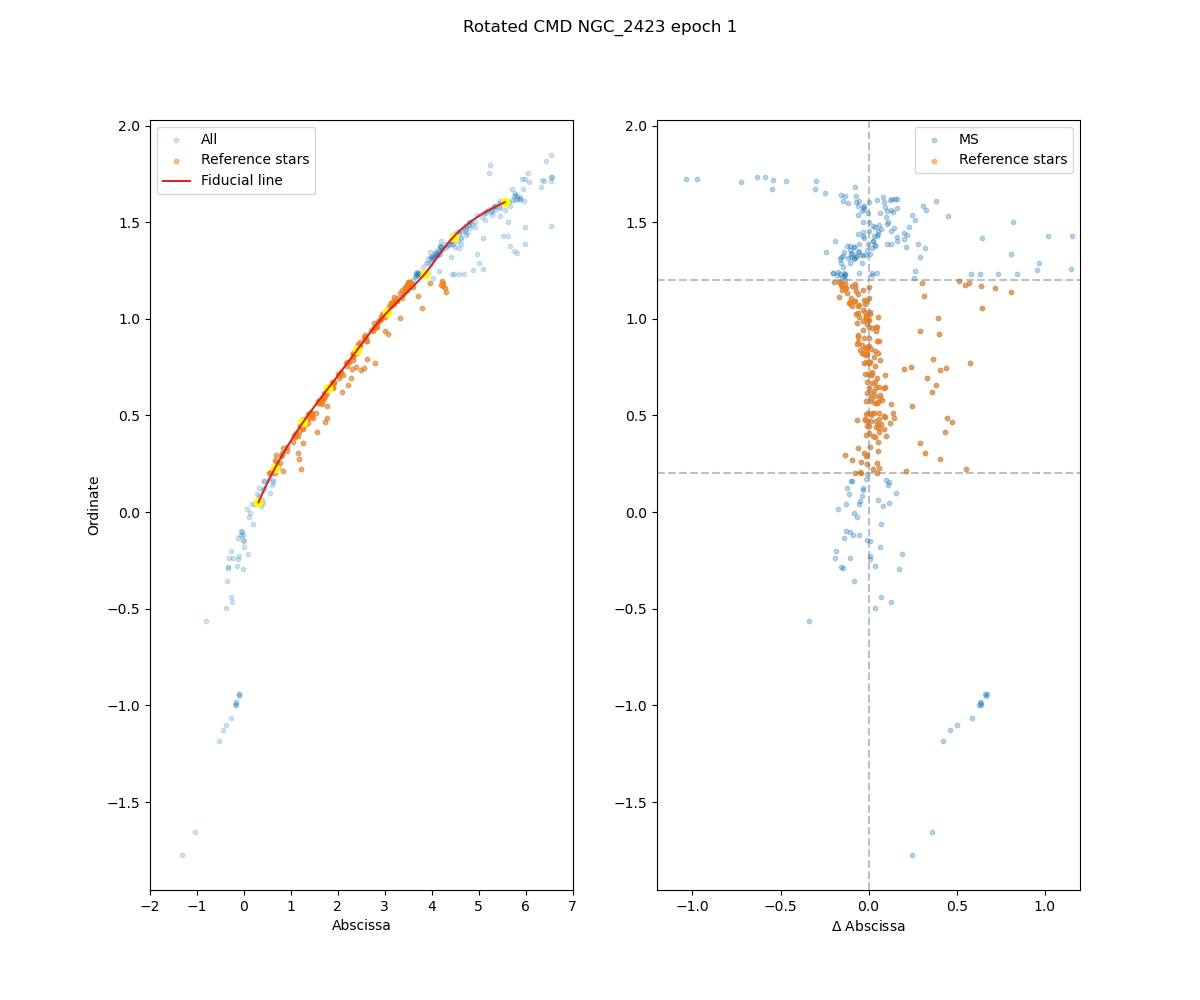 Rotated CMD NGC_2423 epoch 1
All
Reference stars
Fiducial line
2.0
1.5
1.0
0.5
0.0
−0.5
−1.0
−1.5
Ordinate
−2 −1 0 1 2 3 4 5 6 7
Abscissa
MS
Reference stars
2.0
1.5
1.0
0.5
0.0
−0.5
−1.0
−1.5
−1.0 −0.5 0.0 0.5 1.0
Δ Abscissa